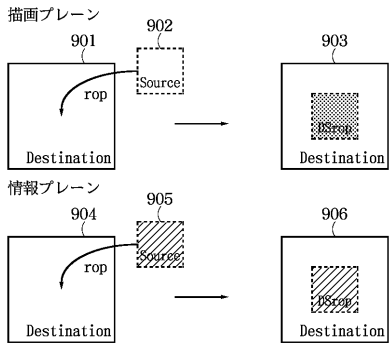 描画プレーン
901
902
903
Source
rop
DSrop
Destination
Destination
情報プレーン
904
905
906
Source
rop
DSrop
Destination
Destination